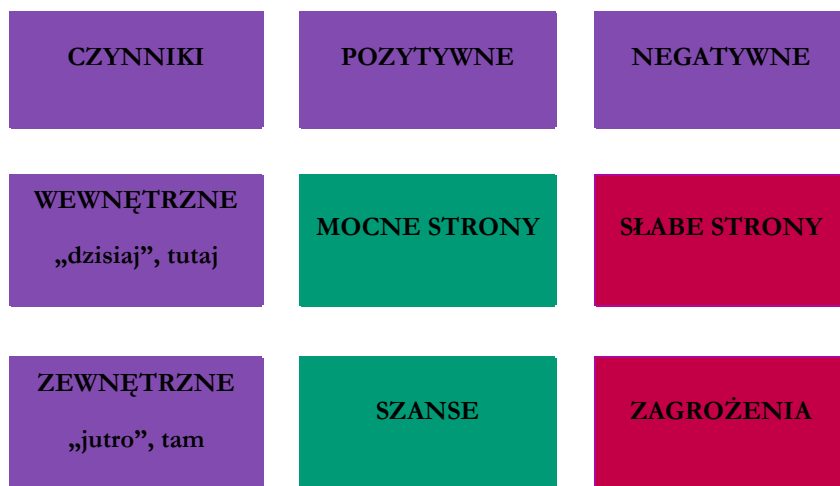 CZYNNIKI
POZYTYWNE
NEGATYWNE
WEWNĘTRZNE
„dzisiaj”, tutaj
MOCNE STRONY
SŁABE STRONY
ZEWNĘTRZNE
„jutro”, tam
SZANSE
ZAGROŻENIA